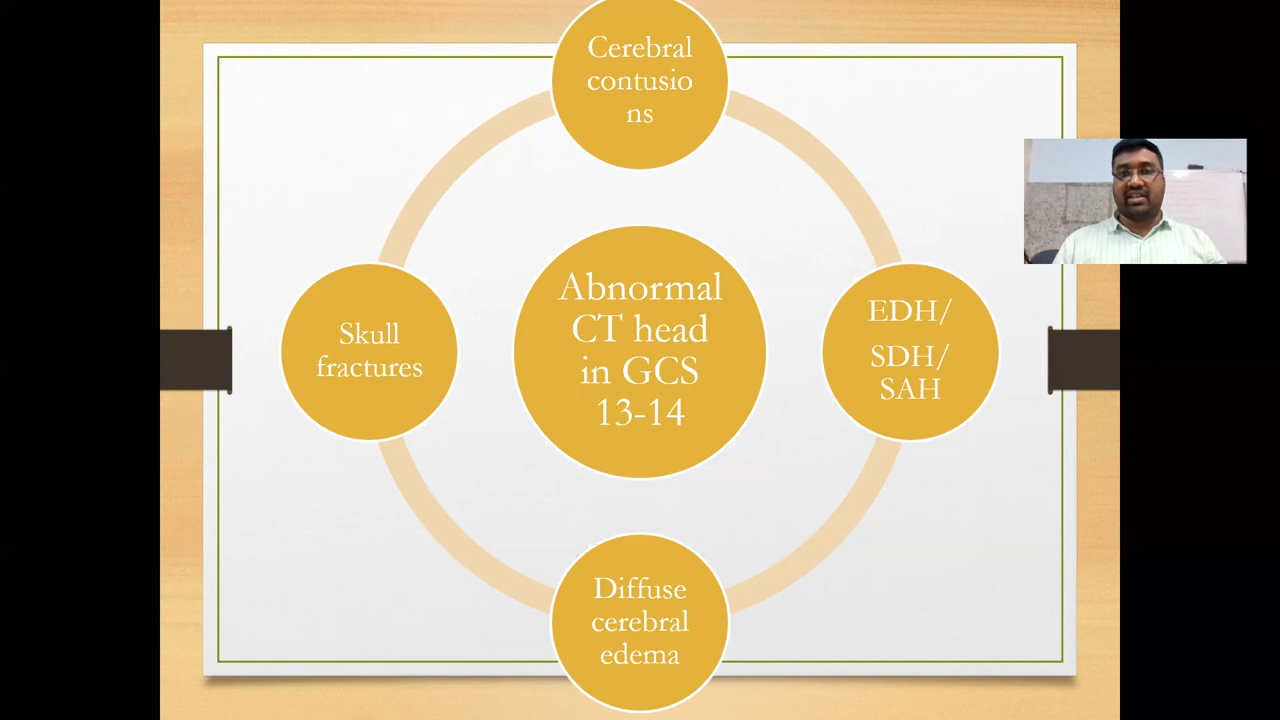 Cerebral
contusio
ns
Abnormal
CT head
in GCS
13-14
Skull
fractures
EDH/
SDH/
SAH
Diffuse
cerebral
edema